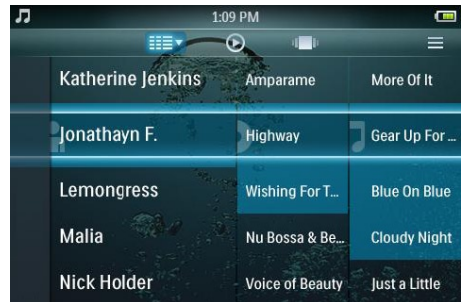 1:09 PM
Katherine Jenkins Amparame More Of It
Jonathayn F. Highway Gear Up For ...
Lemongress Wishing For T... Blue On Blue
Malia Nu Bossa & Be... Cloudy Night
Nick Holder Voice of Beauty Just a Little